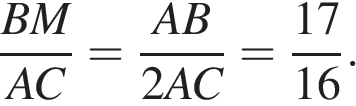 BM/AC = AB/2AC = 17/16.